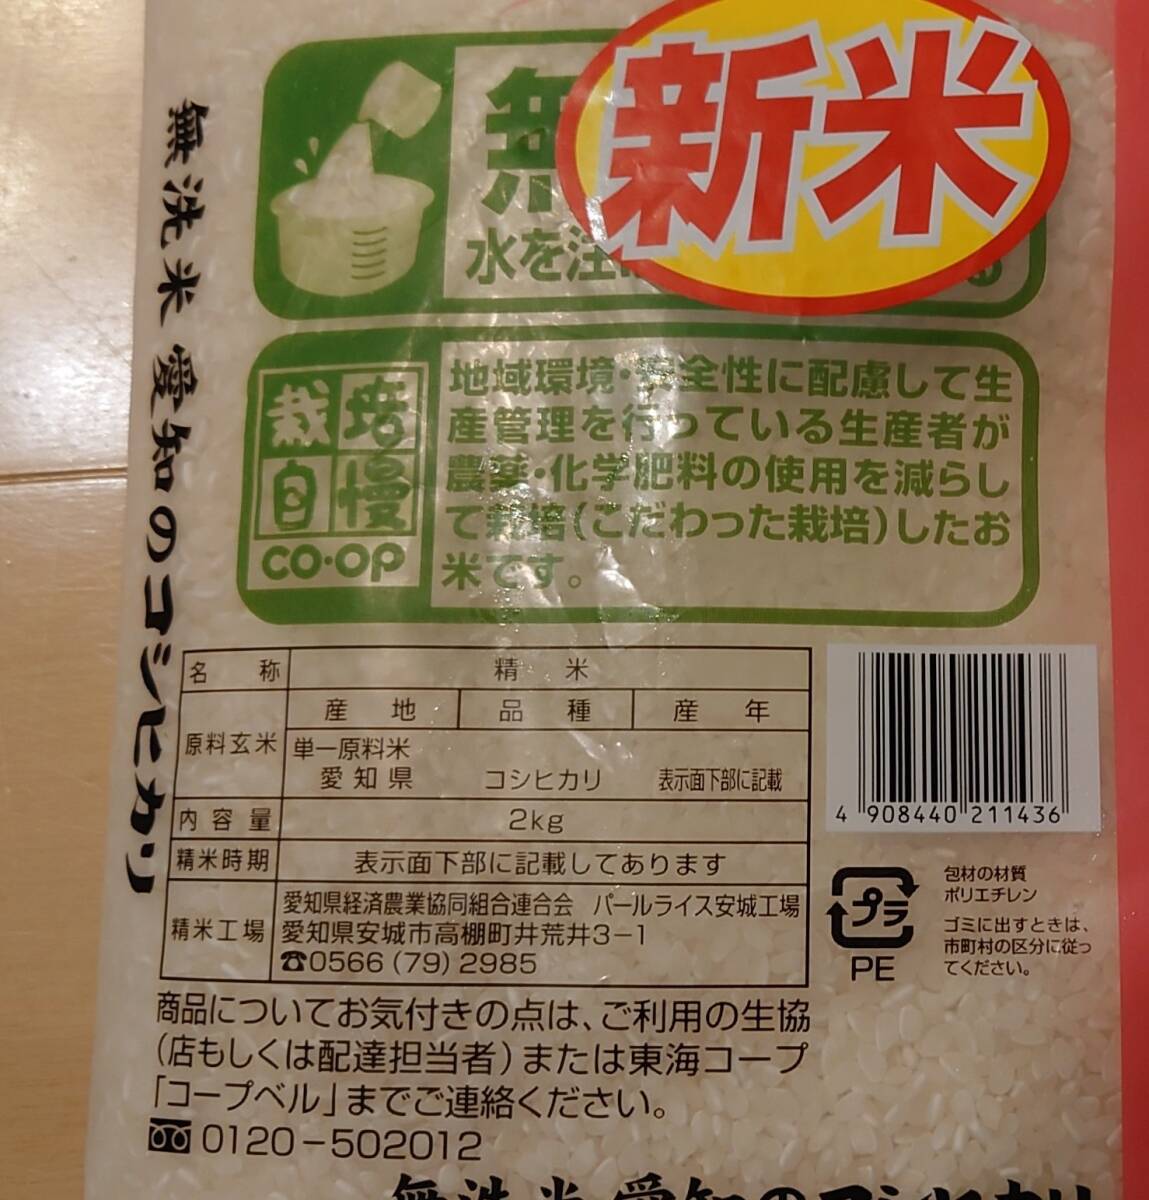 新米
無
水を注
無洗米 愛知のコシヒカリ
栽培
自慢
CO・OP
地域環境・安全性に配慮して生
産管理を行っている生産者が
農薬・化学肥料の使用を減らし
て栽培(こだわった栽培)したお
米です。
名 称 精 米
原料玄米 産 地 品 種 産 年
単一原料米
愛知県 コシヒカリ 表示面下部に記載
内容量 2kg
精米時期 表示面下部に記載してあります
精米工場 愛知県経済農業協同組合連合会 パールライス安城工場
愛知県安城市高棚町井荒井3-1
☎0566(79)2985
4 908440 211436
プラ
PE
包材の材質
ポリエチレン
ゴミに出すときは、
市町村の区分に従っ
てください。
商品についてお気付きの点は、ご利用の生協
(店もしくは配達担当者)または東海コープ
「コープベル」までご連絡ください。
0120-502012
無洗米 愛知のコシヒカリ